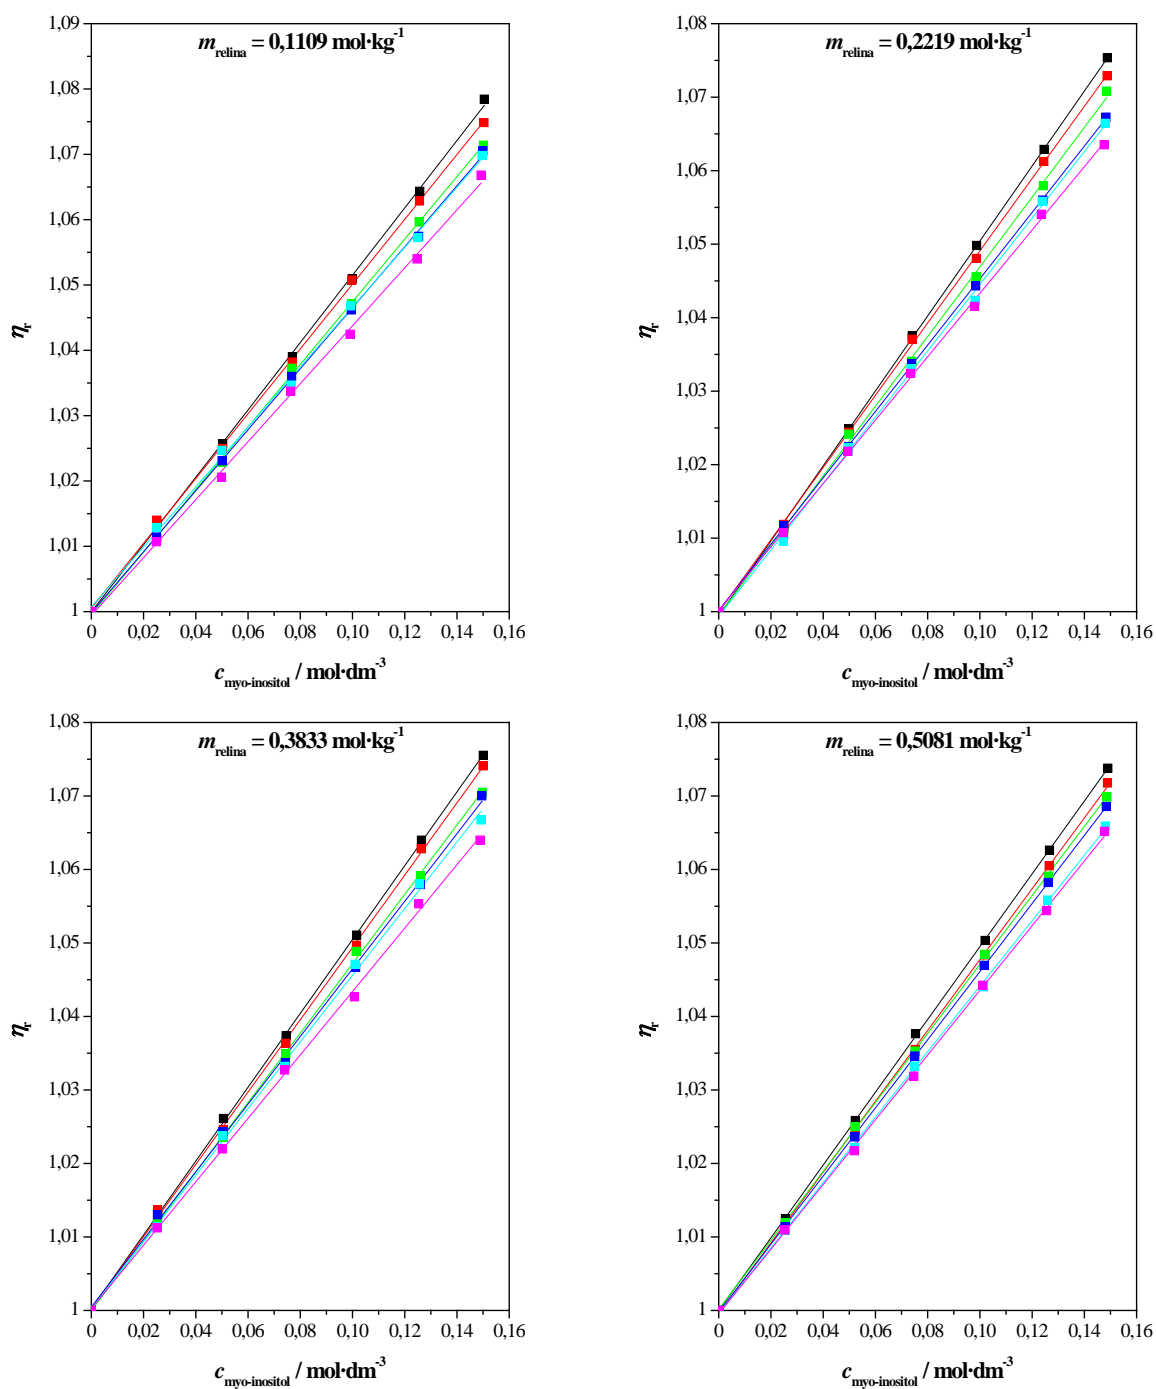 m_relina = 0,1109 mol·kg⁻¹
1,09
1,08
1,07
1,06
1,05
1,04
1,03
1,02
1,01
1
η_r
0 0,02 0,04 0,06 0,08 0,10 0,12 0,14 0,16
c_myo-inositol / mol·dm⁻³
m_relina = 0,2219 mol·kg⁻¹
1,08
1,07
1,06
1,05
1,04
1,03
1,02
1,01
1
η_r
0 0,02 0,04 0,06 0,08 0,10 0,12 0,14 0,16
c_myo-inositol / mol·dm⁻³
m_relina = 0,3833 mol·kg⁻¹
1,08
1,07
1,06
1,05
1,04
1,03
1,02
1,01
1
η_r
0 0,02 0,04 0,06 0,08 0,10 0,12 0,14 0,16
c_myo-inositol / mol·dm⁻³
m_relina = 0,5081 mol·kg⁻¹
1,08
1,07
1,06
1,05
1,04
1,03
1,02
1,01
1
η_r
0 0,02 0,04 0,06 0,08 0,10 0,12 0,14 0,16
c_myo-inositol / mol·dm⁻³